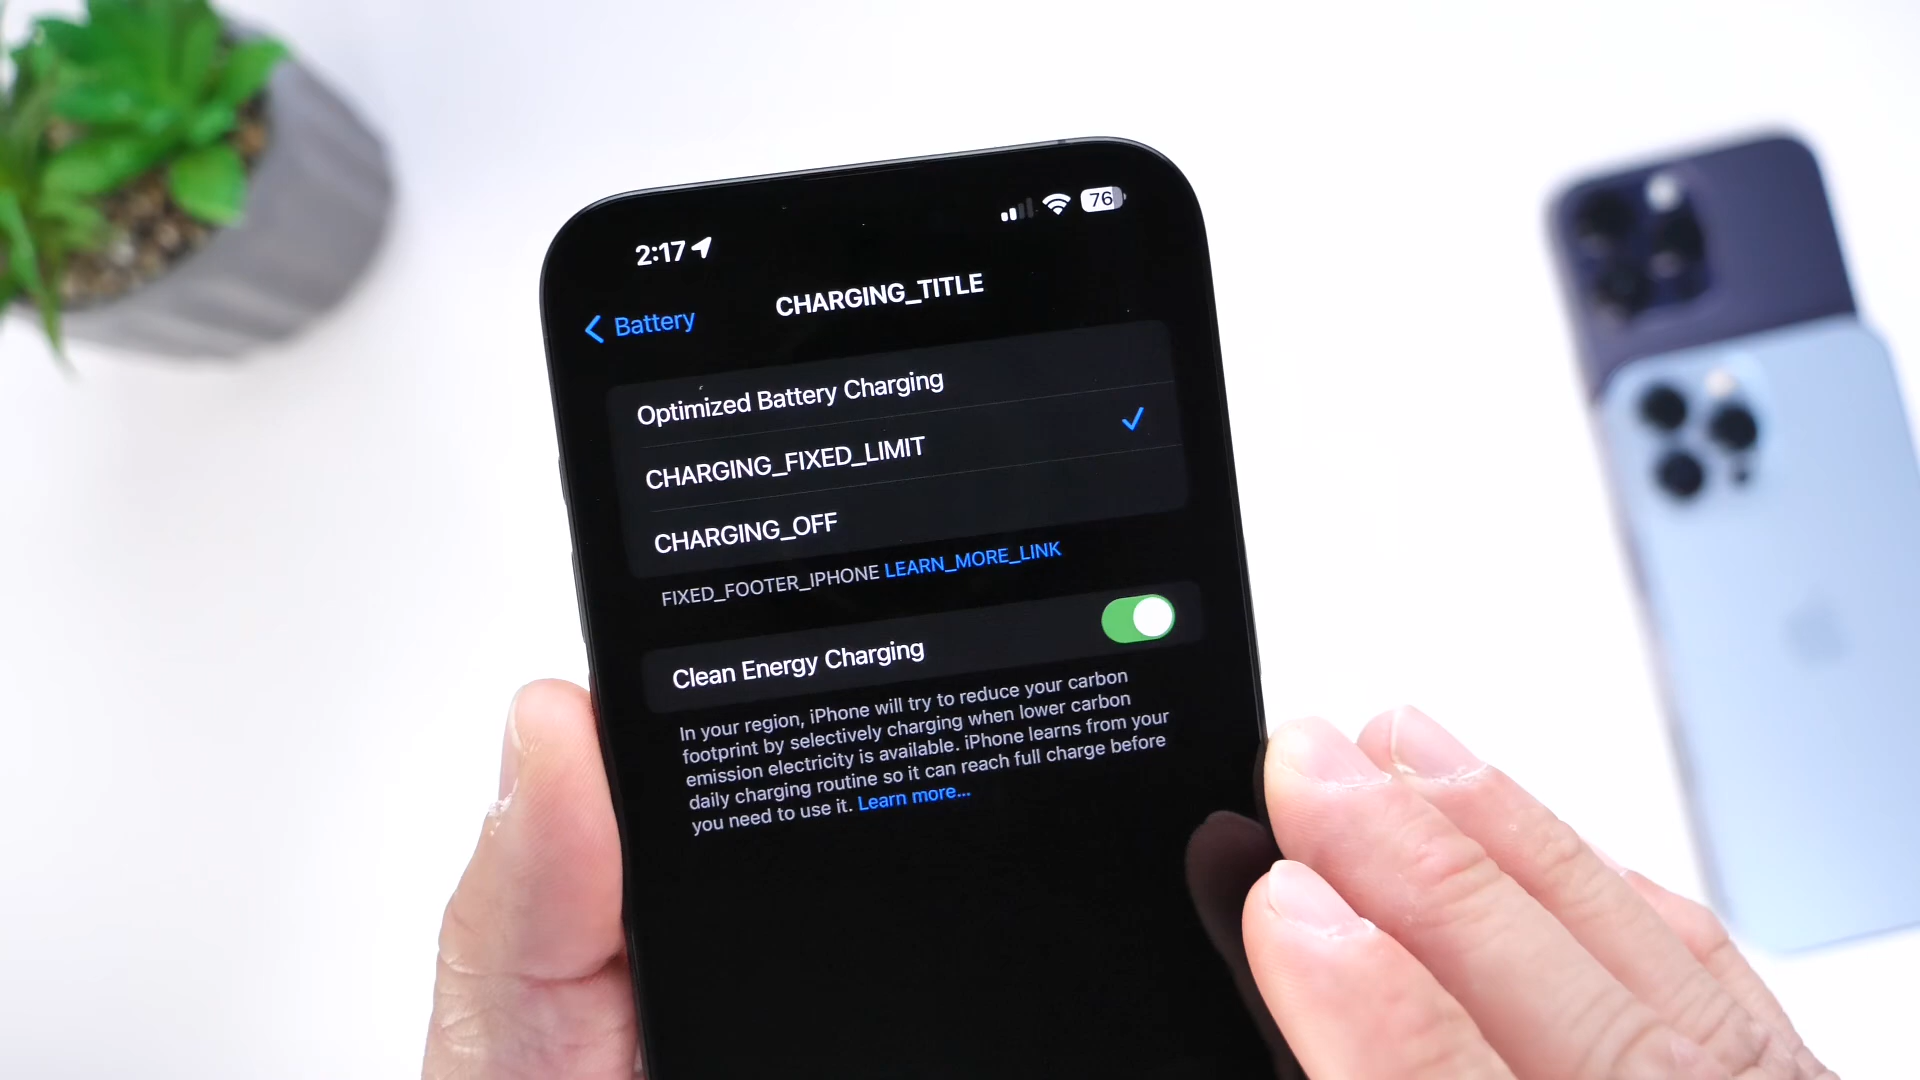 2:17
76
Battery
CHARGING_TITLE
Optimized Battery Charging
CHARGING_FIXED_LIMIT
CHARGING_OFF
FIXED_FOOTER_IPHONE LEARN_MORE_LINK
Clean Energy Charging
In your region, iPhone will try to reduce your carbon
footprint by selectively charging when lower carbon
emission electricity is available. iPhone learns from your
daily charging routine so it can reach full charge before
you need to use it. Learn more...